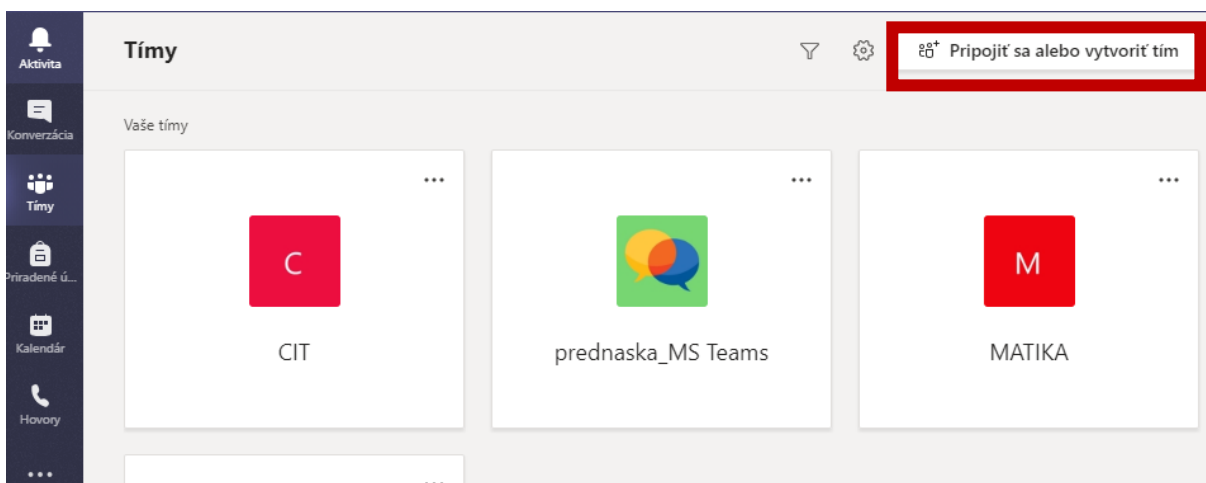 Aktivita
Konverzácia
Tímy
Priradené ú...
Kalendár
Hovory
Tímy
Pripojiť sa alebo vytvoriť tím
Vaše tímy
C
CIT
prednaska_MS Teams
M
MATIKA